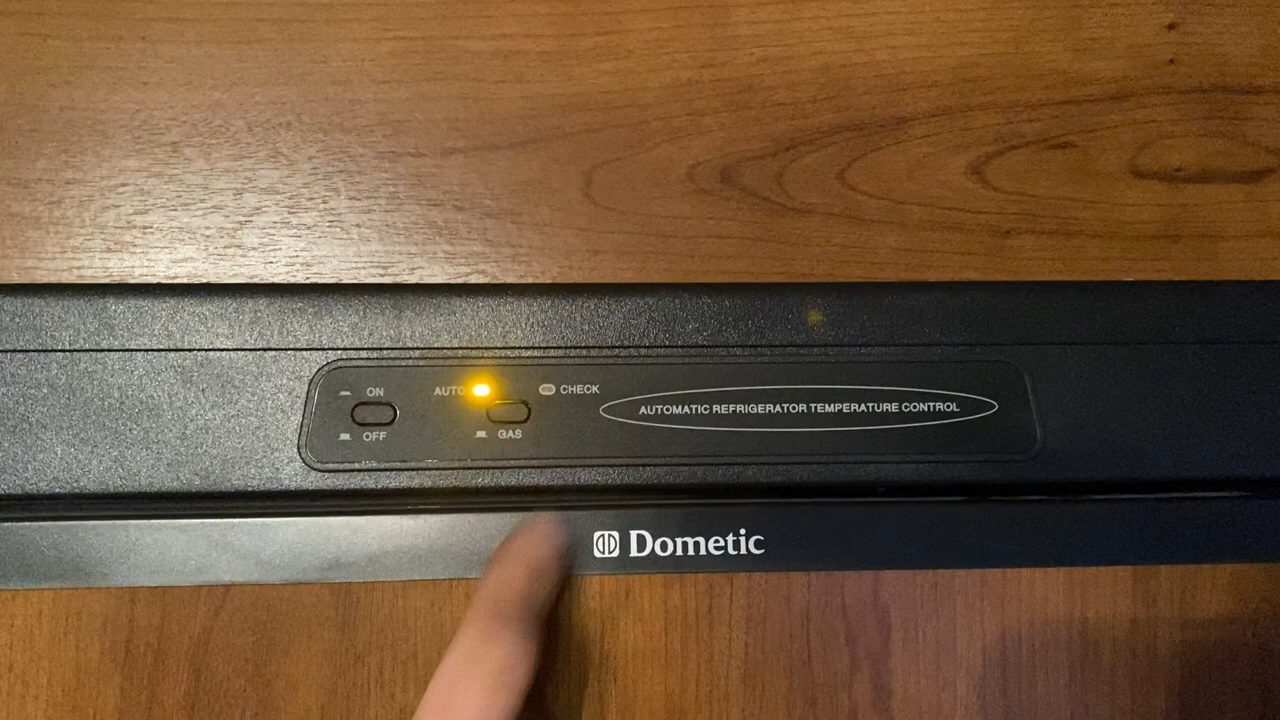 ON
OFF
AUTO
GAS
CHECK
AUTOMATIC REFRIGERATOR TEMPERATURE CONTROL
Dometic